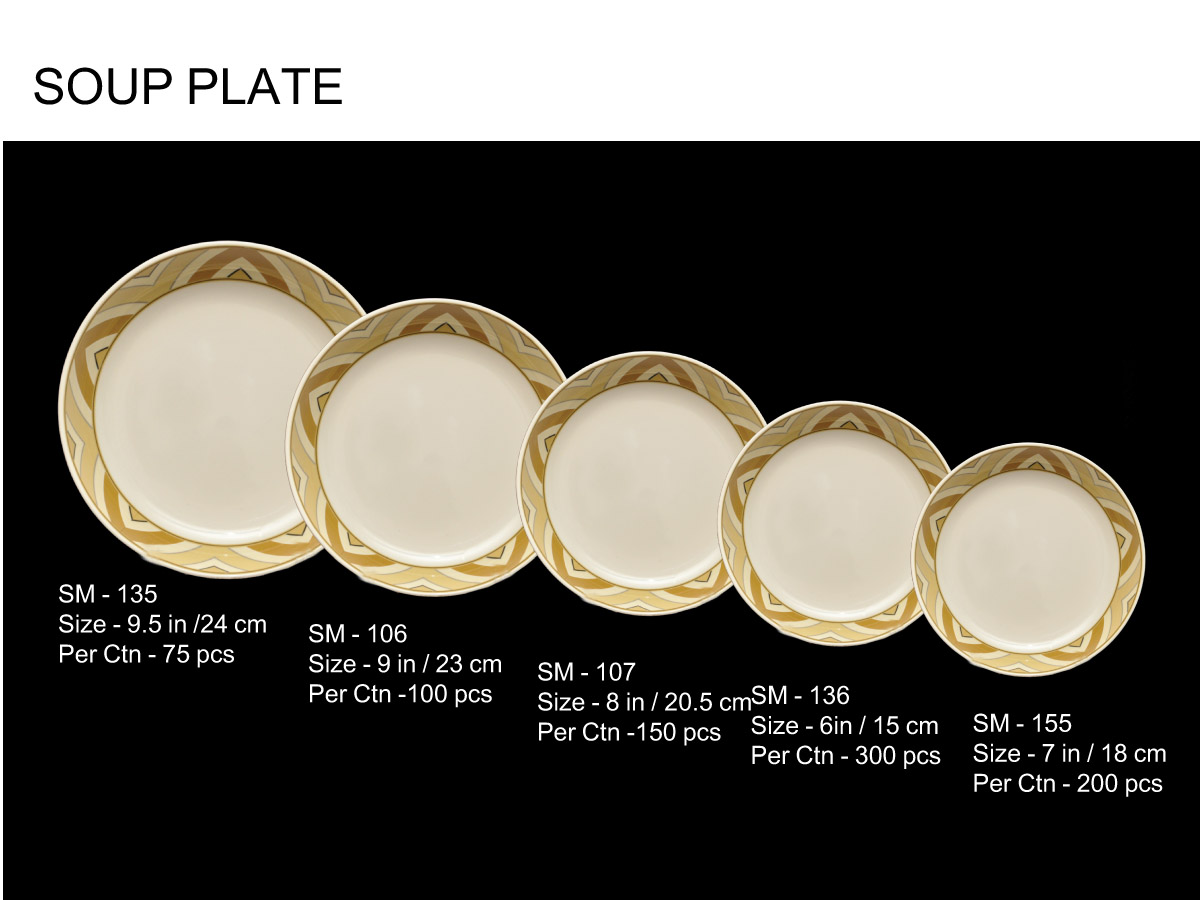 SOUP PLATE
SM - 135
Size - 9.5 in /24 cm
Per Ctn - 75 pcs
SM - 106
Size - 9 in / 23 cm
Per Ctn -100 pcs
SM - 107
Size - 8 in / 20.5 cm
Per Ctn -150 pcs
SM - 136
Size - 6in / 15 cm
Per Ctn - 300 pcs
SM - 155
Size - 7 in / 18 cm
Per Ctn - 200 pcs